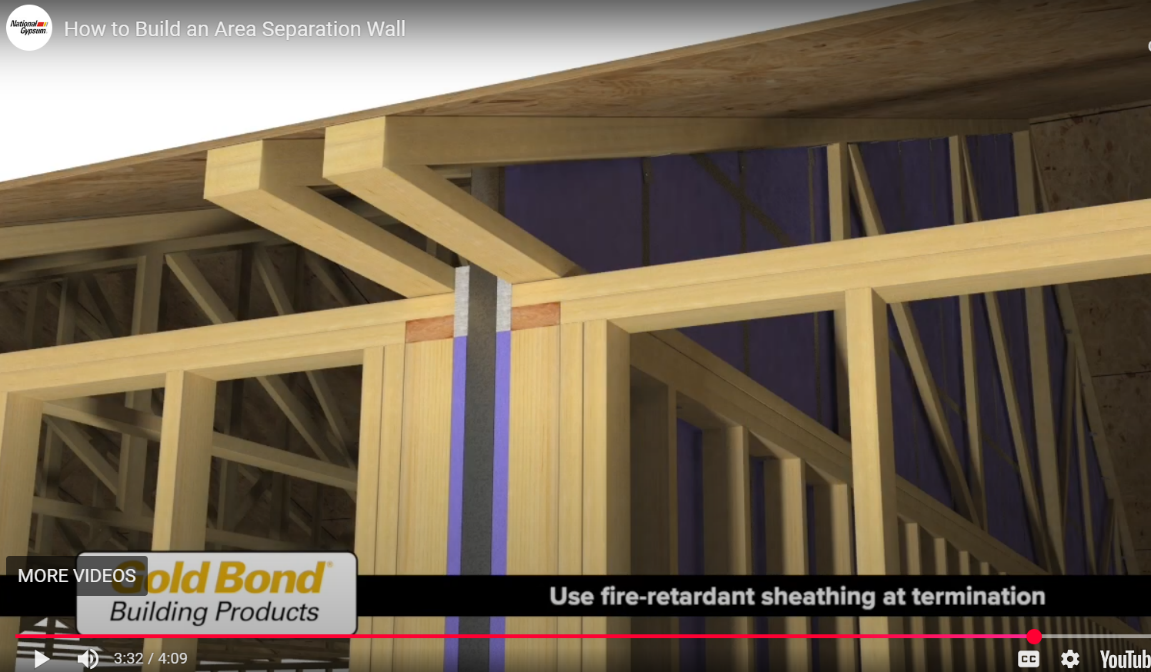 National
Gypsum
How to Build an Area Separation Wall
MORE VIDEOS
Gold Bond®
Building Products
Use fire-retardant sheathing at termination
3:32 / 4:09
CC
YouTub